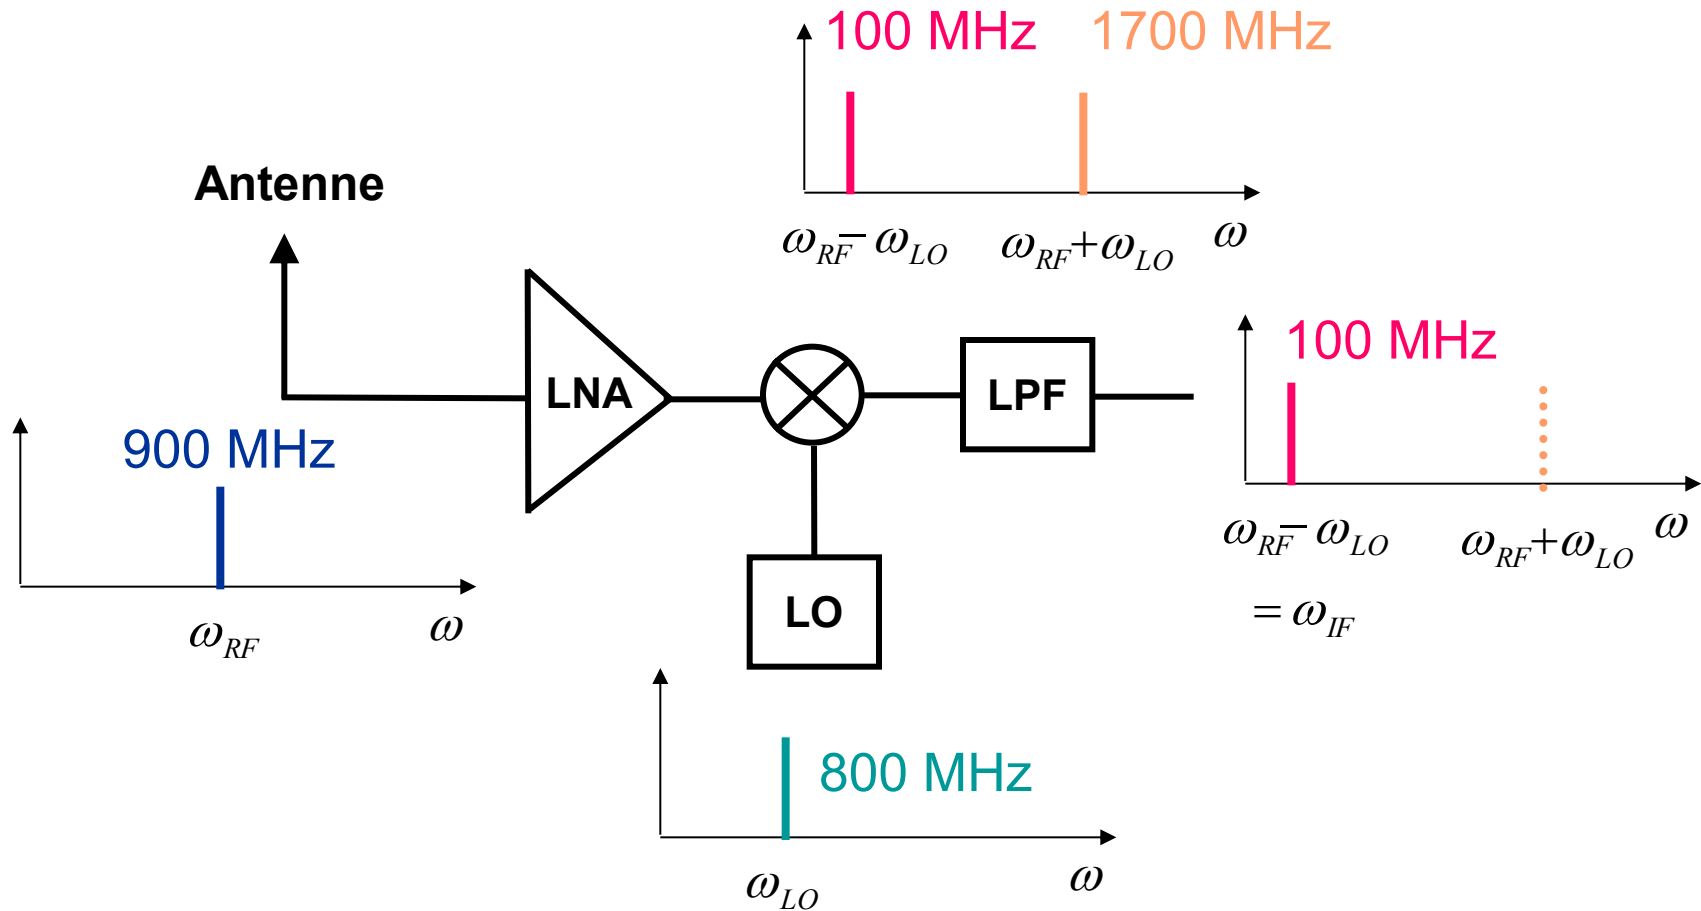 100 MHz 1700 MHz
ω_RF − ω_LO ω_RF + ω_LO ω
Antenne
LNA
LPF
100 MHz
ω_RF − ω_LO ω_RF + ω_LO ω
= ω_IF
900 MHz
ω_RF ω
LO
800 MHz
ω_LO ω